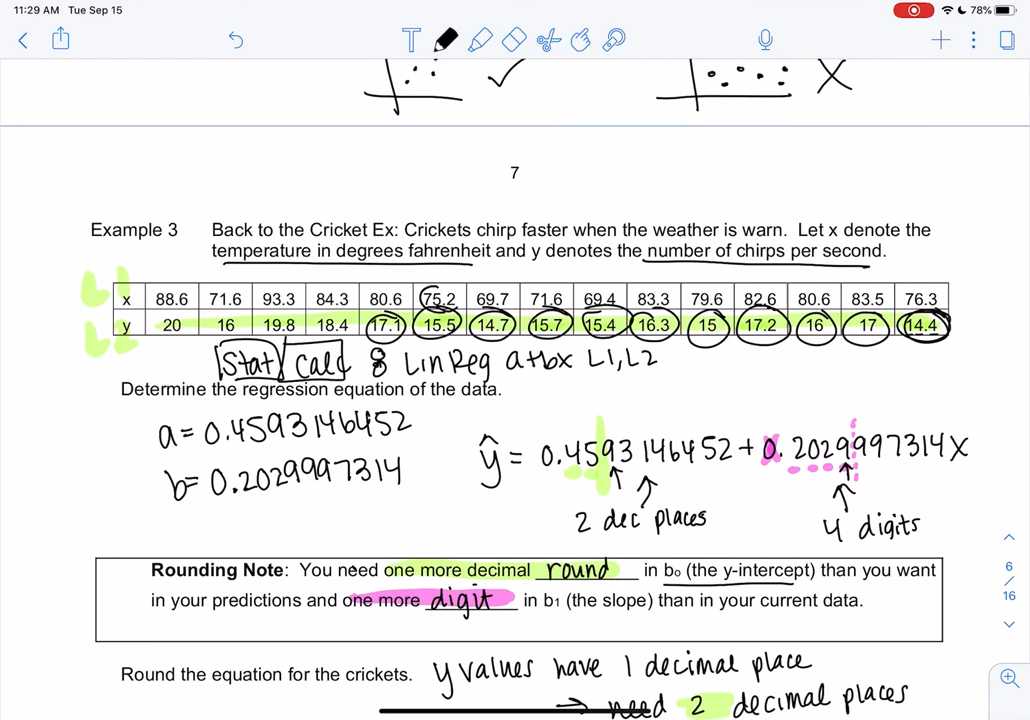 11:29 AM Tue Sep 15
78%
T
7
Example 3 Back to the Cricket Ex: Crickets chirp faster when the weather is warn. Let x denote the
temperature in degrees fahrenheit and y denotes the number of chirps per second.
L1 x 88.6 71.6 93.3 84.3 80.6 75.2 69.7 71.6 69.4 83.3 79.6 82.6 80.6 83.5 76.3
L2 y 20 16 19.8 18.4 17.1 15.5 14.7 15.7 15.4 16.3 15 17.2 16 17 14.4
Stat Calc 8 LinReg a+bx L1, L2
Determine the regression equation of the data.
a= 0.4593146452
b= 0.2029997314
ŷ = 0.4593146452 + 0.2029997314x
2 dec places
4 digits
Rounding Note: You need one more decimal round in b₀ (the y-intercept) than you want
in your predictions and one more digit in b₁ (the slope) than in your current data.
6
/
16
Round the equation for the crickets. y values have 1 decimal place
→ need 2 decimal places